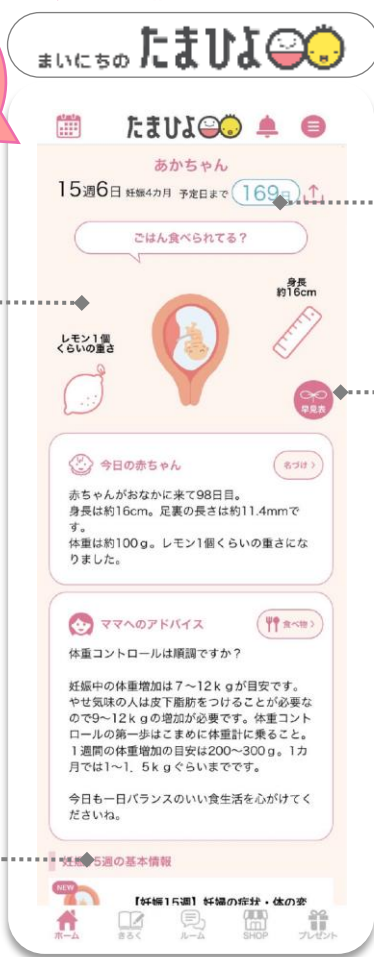 まいにちの たまひよ
たまひよ
あかちゃん
15週6日 妊娠4カ月 予定日まで 169日
ごはん食べられてる?
身長
約16cm
レモン1個
くらいの重さ
早見表
今日の赤ちゃん
名づけ >
赤ちゃんがおなかに来て98日目。
身長は約16cm。足裏の長さは約11.4mmで
す。
体重は約100g。レモン1個くらいの重さにな
りました。
ママへのアドバイス
食べ物 >
体重コントロールは順調ですか?
妊娠中の体重増加は7〜12kgが目安です。
やせ気味の人は皮下脂肪をつけることが必要な
ので9〜12kgの増加が必要です。体重コント
ロールの第一歩はこまめに体重計に乗ること。
1週間の体重増加の目安は200〜300g。1カ
月では1〜1.5kgぐらいまでです。
今日も一日バランスのいい食生活を心がけてく
ださいね。
5週の基本情報
NEW
【妊娠15週】妊婦の症状・体の変
ホーム きろく ルーム SHOP プレゼント